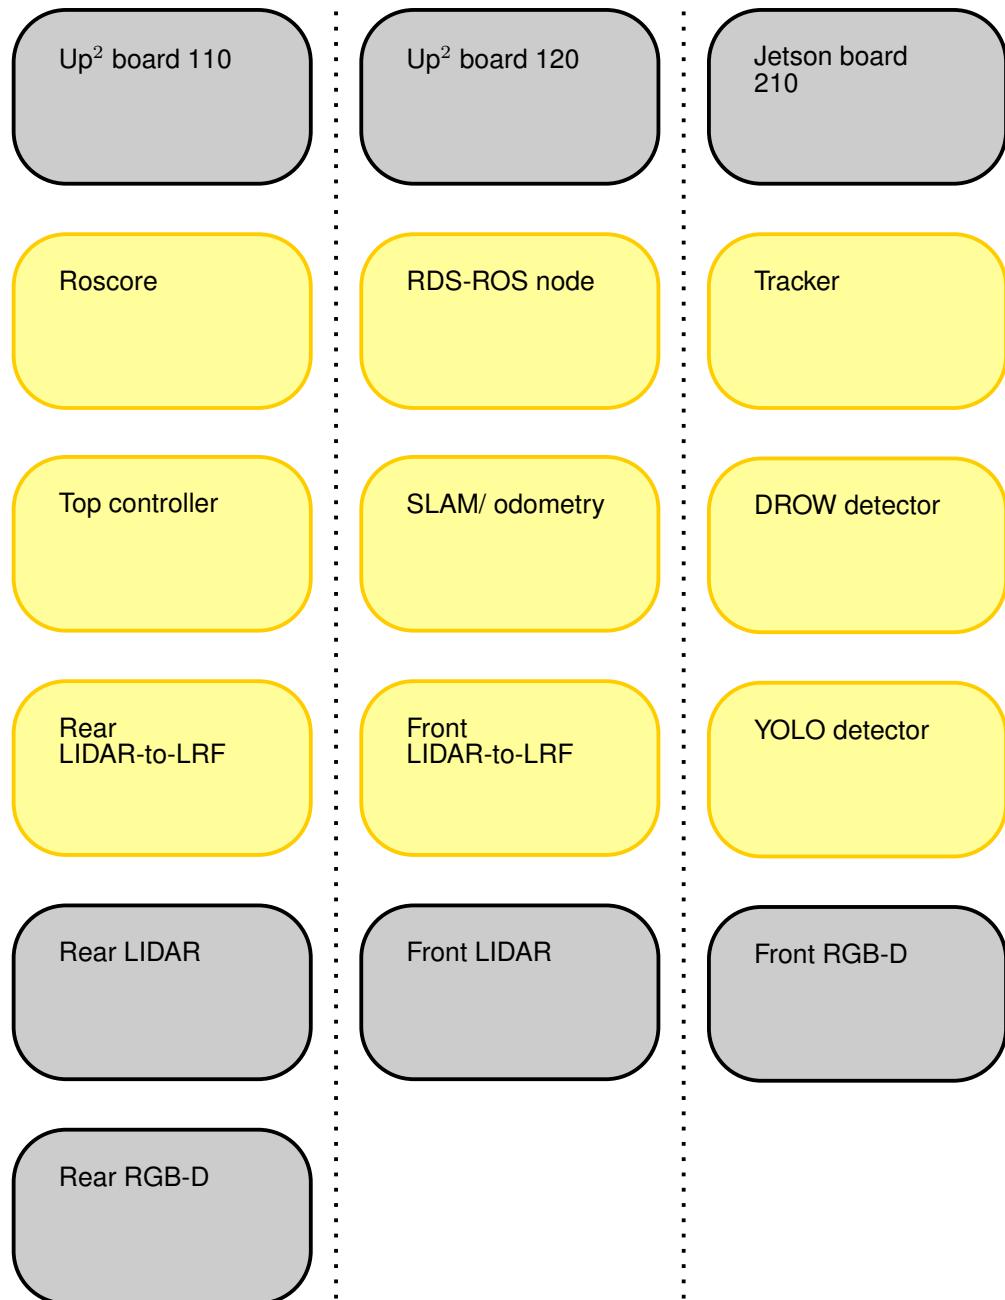 Up² board 110
Up² board 120
Jetson board
210
Roscore
RDS-ROS node
Tracker
Top controller
SLAM/ odometry
DROW detector
Rear
LIDAR-to-LRF
Front
LIDAR-to-LRF
YOLO detector
Rear LIDAR
Front LIDAR
Front RGB-D
Rear RGB-D